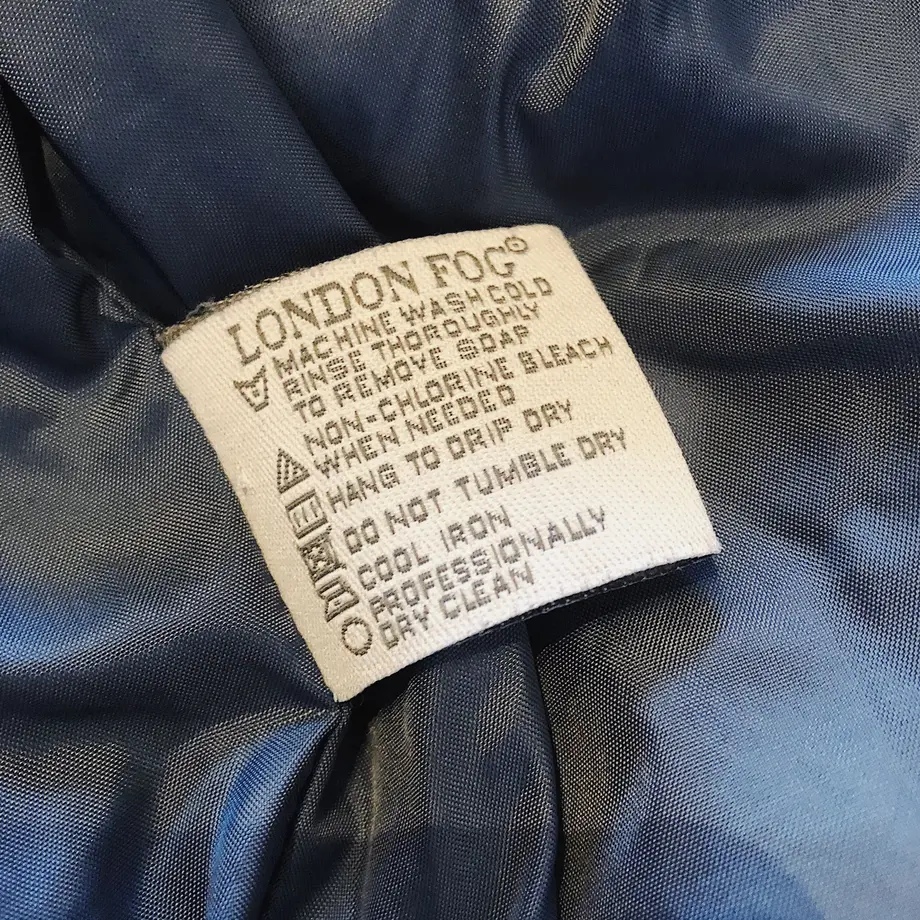 LONDON FOG®
MACHINE WASH COLD
RINSE THOROUGHLY
TO REMOVE SOAP
NON-CHLORINE BLEACH
WHEN NEEDED
HANG TO DRIP DRY
DO NOT TUMBLE DRY
COOL IRON
PROFESSIONALLY
DRY CLEAN